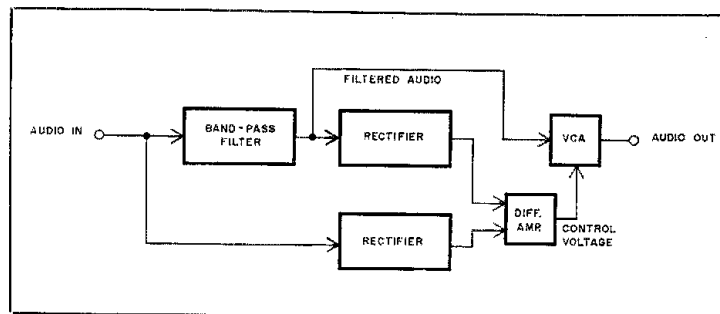 FILTERED AUDIO
AUDIO IN
BAND-PASS
FILTER
RECTIFIER
VCA
AUDIO OUT
DIFF.
AMP.
CONTROL
VOLTAGE
RECTIFIER